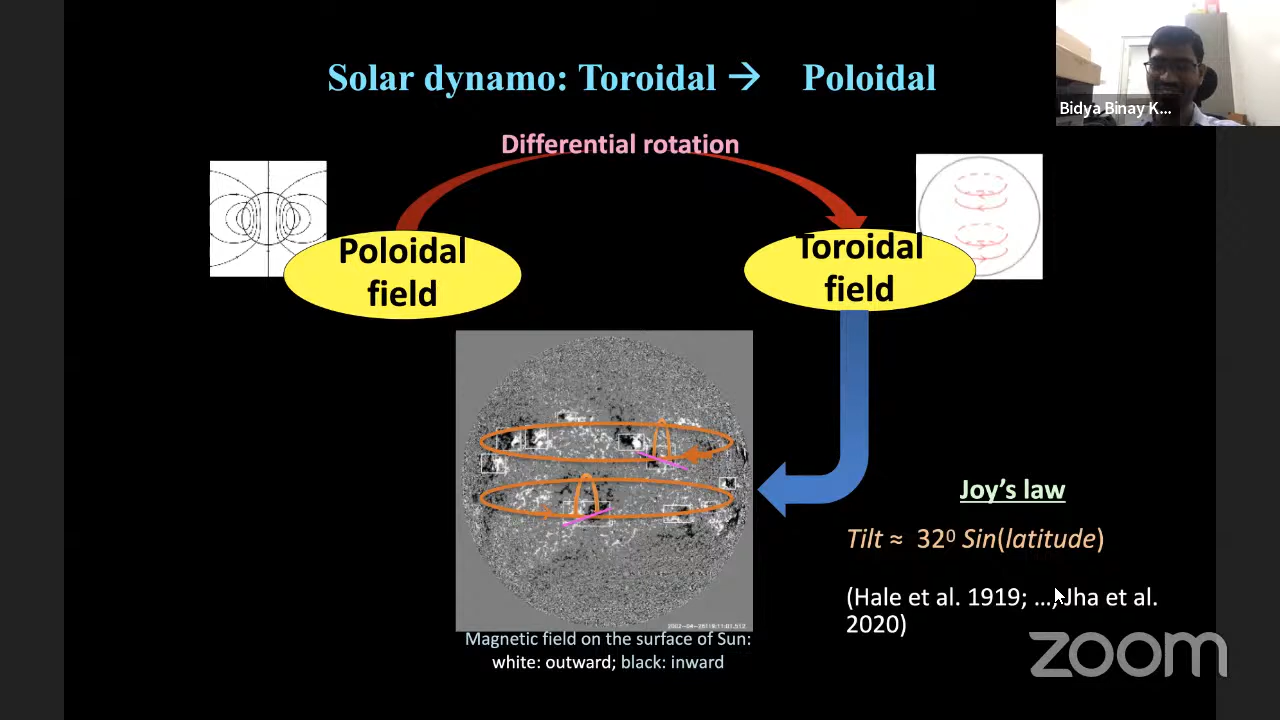 Solar dynamo: Toroidal → Poloidal
Bidya Binay K...
Differential rotation
Poloidal
field
Toroidal
field
Joy's law
Tilt ≈ 32⁰ Sin(latitude)
(Hale et al. 1919; ..., Jha et al.
2020)
Magnetic field on the surface of Sun:
white: outward; black: inward
zoom